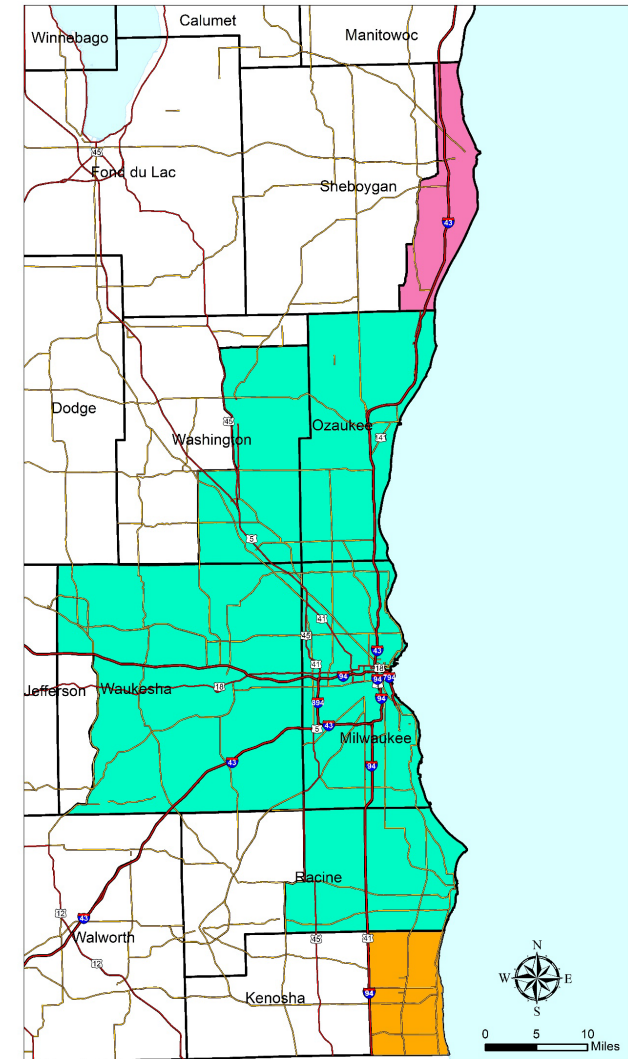 Calumet
Winnebago
Manitowoc
45
Fond du Lac
Sheboygan
43
Dodge
45
Washington
Ozaukee
41
5
41
45
43
41
18
94
94
794
Jefferson
Waukesha
18
894
94
43
5
Milwaukee
43
94
Racine
12
43
Walworth
45
41
12
N
W
E
S
Kenosha
94
0
5
10
Miles